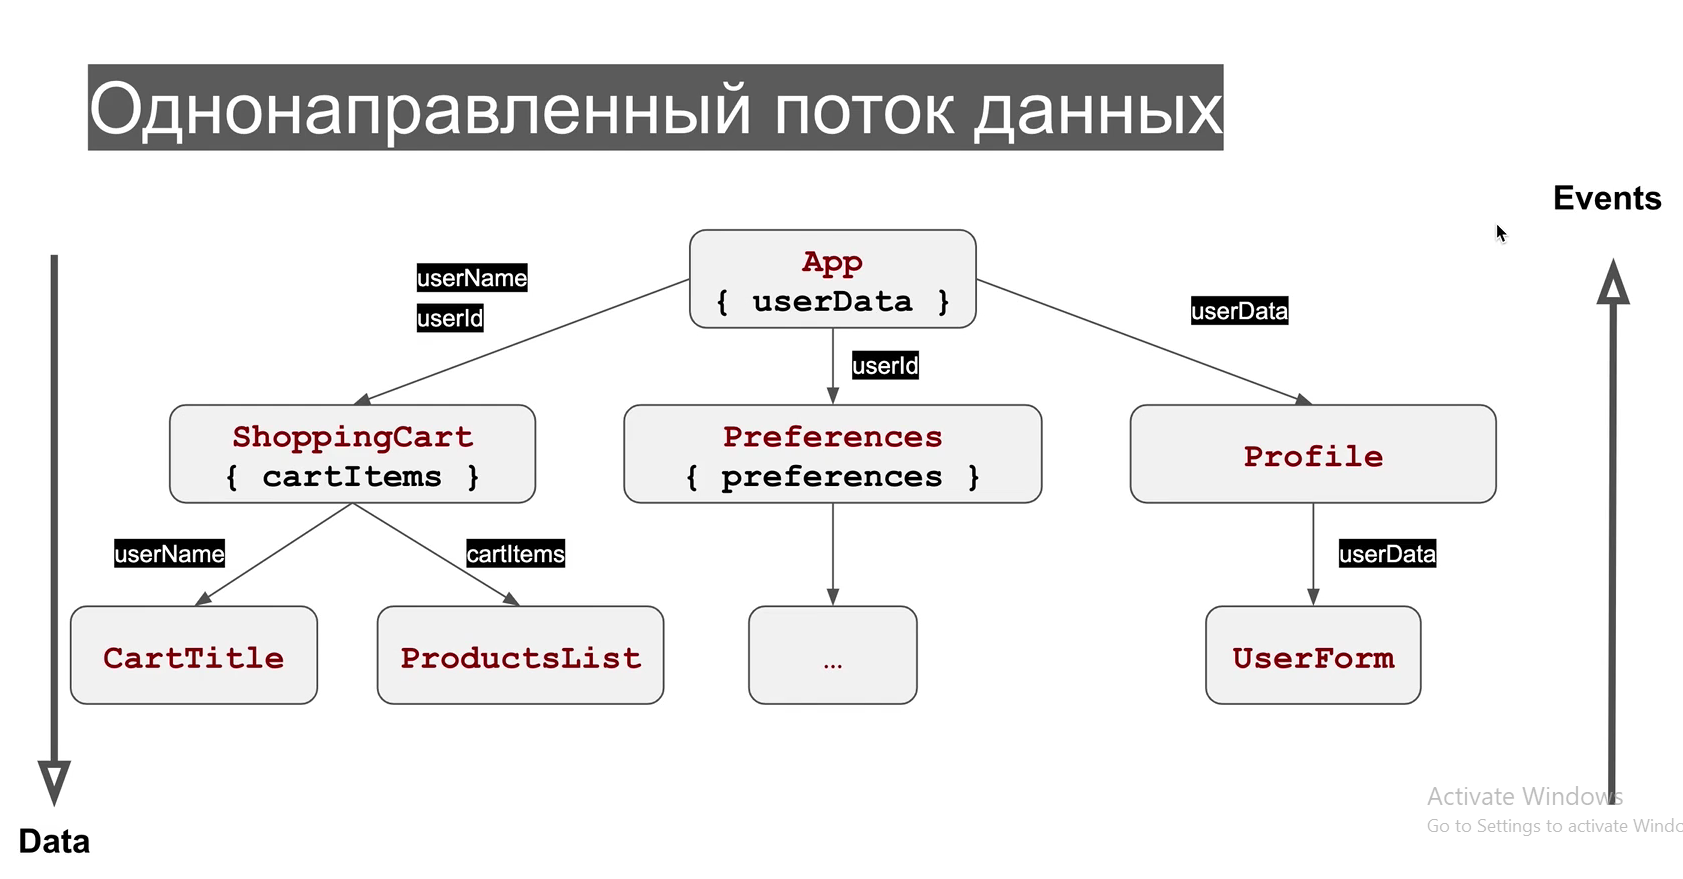 Однонаправленный поток данных
Events
App
{ userData }
userName
userId
userId
userData
ShoppingCart
{ cartItems }
Preferences
{ preferences }
Profile
userName
cartItems
userData
CartTitle
ProductsList
...
UserForm
Data
Activate Windows
Go to Settings to activate